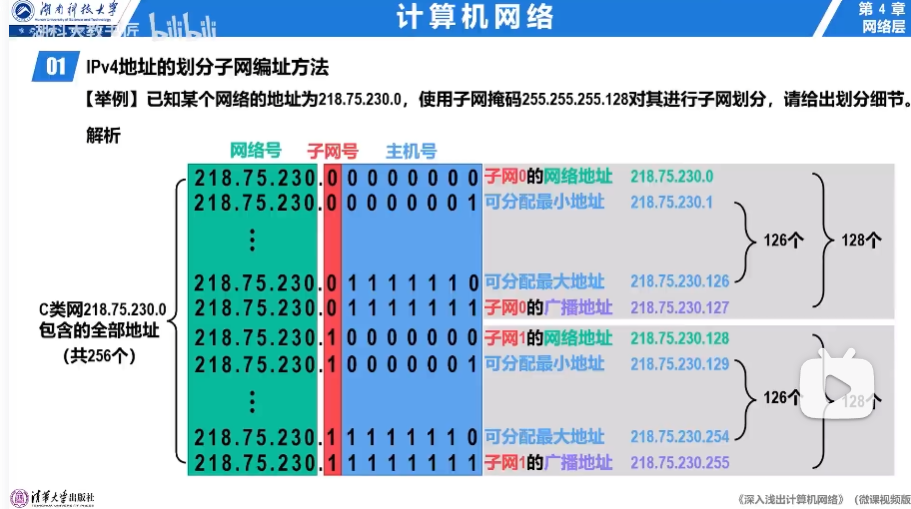 湖南科技大学
Hunan University of Science and Technology
计算机网络
第 4 章
网络层
湖科大教书匠 bilibili
01 IPv4地址的划分子网编址方法
【举例】已知某个网络的地址为218.75.230.0，使用子网掩码255.255.255.128对其进行子网划分，请给出划分细节。
解析
网络号 子网号 主机号
218.75.230.0 0 0 0 0 0 0 0 子网0的网络地址 218.75.230.0
218.75.230.0 0 0 0 0 0 0 1 可分配最小地址 218.75.230.1
⋮
126个
128个
218.75.230.0 1 1 1 1 1 1 0 可分配最大地址 218.75.230.126
218.75.230.0 1 1 1 1 1 1 1 子网0的广播地址 218.75.230.127
C类网218.75.230.0
包含的全部地址
（共256个）
218.75.230.1 0 0 0 0 0 0 0 子网1的网络地址 218.75.230.128
218.75.230.1 0 0 0 0 0 0 1 可分配最小地址 218.75.230.129
⋮
126个
128个
218.75.230.1 1 1 1 1 1 1 0 可分配最大地址 218.75.230.254
218.75.230.1 1 1 1 1 1 1 1 子网1的广播地址 218.75.230.255
清华大学出版社
TSINGHUA UNIVERSITY PRESS
《深入浅出计算机网络》（微课视频版